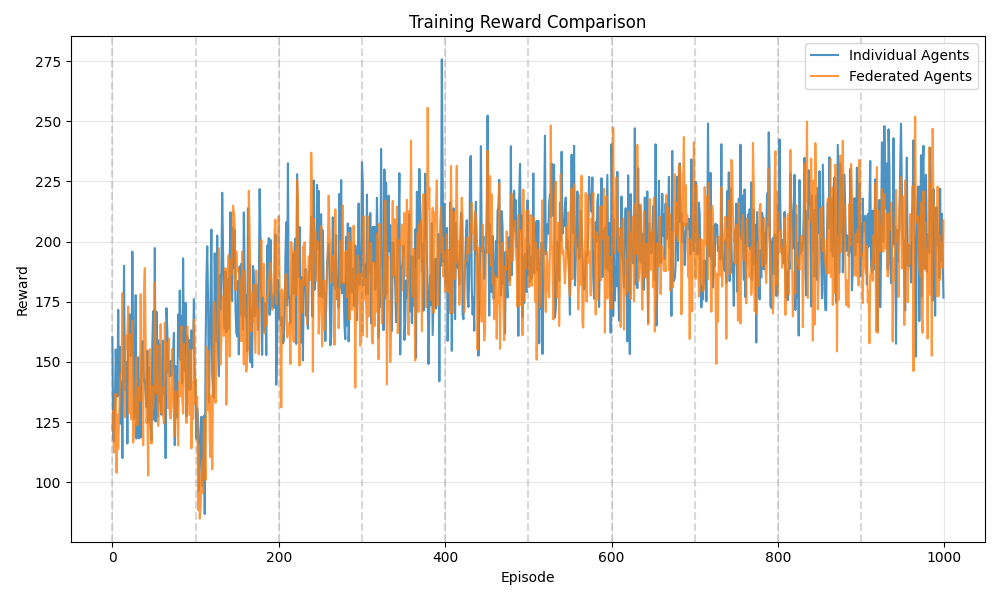 Training Reward Comparison
Individual Agents
Federated Agents
275
250
225
200
175
150
125
100
Reward
0
200
400
600
800
1000
Episode